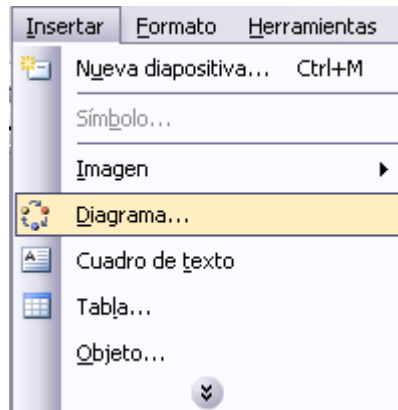 Insertar Formato Herramientas
Nueva diapositiva... Ctrl+M
Símbolo...
Imagen
Diagrama...
Cuadro de texto
Tabla...
Objeto...